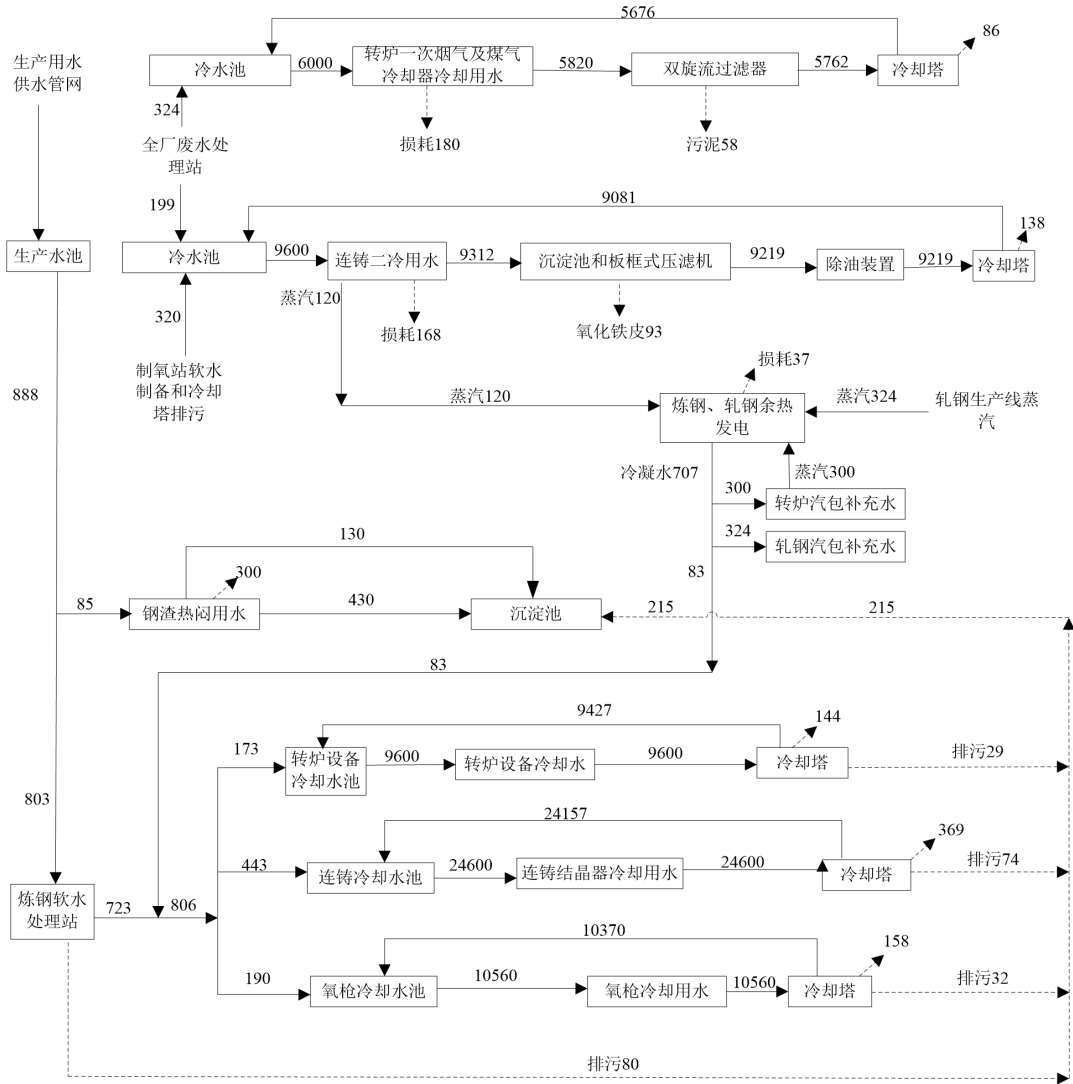 5676
86
生产用水
供水管网
冷水池
6000
转炉一次烟气及煤气
冷却器冷却用水
5820
双旋流过滤器
5762
冷却塔
324
损耗180
污泥58
全厂废水处
理站
199
9081
138
生产水池
冷水池
9600
连铸二冷用水
9312
沉淀池和板框式压滤机
9219
除油装置
9219
冷却塔
蒸汽120
320
损耗168
氧化铁皮93
制氧站软水
制备和冷却
塔排污
888
损耗37
蒸汽120
炼钢、轧钢余热
发电
蒸汽324
轧钢生产线蒸
汽
冷凝水707
蒸汽300
300
转炉汽包补充水
324
轧钢汽包补充水
130
83
300
85
钢渣热闷用水
430
沉淀池
215
215
83
9427
144
173
转炉设备
冷却水池
9600
转炉设备冷却水
9600
冷却塔
排污29
803
24157
369
443
连铸冷却水池
24600
连铸结晶器冷却用水
24600
冷却塔
排污74
炼钢软水
处理站
723
806
10370
158
190
氧枪冷却水池
10560
氧枪冷却用水
10560
冷却塔
排污32
排污80